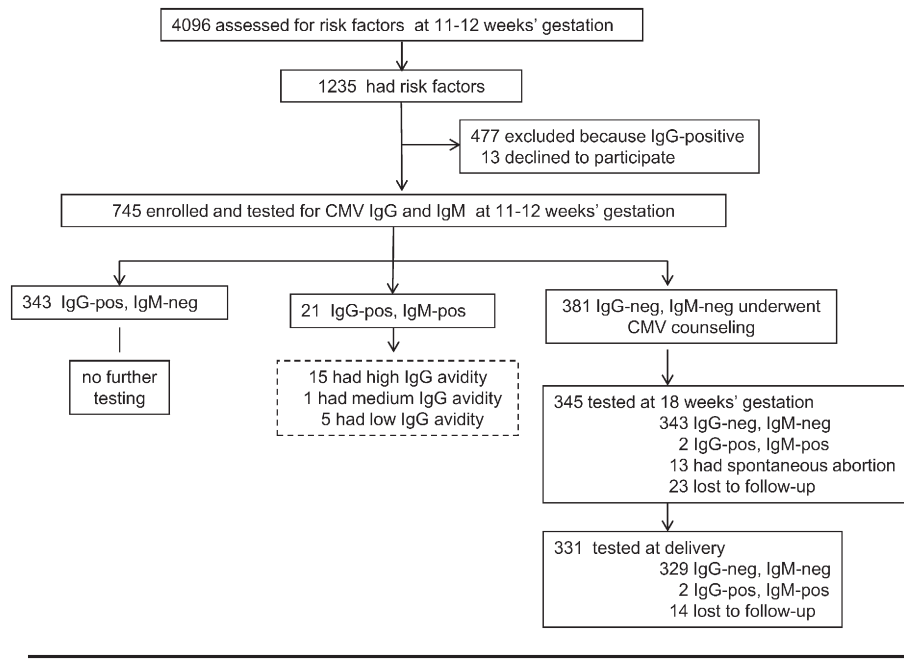 4096 assessed for risk factors at 11-12 weeks' gestation
1235 had risk factors
477 excluded because IgG-positive
13 declined to participate
745 enrolled and tested for CMV IgG and IgM at 11-12 weeks' gestation
343 IgG-pos, IgM-neg
no further
testing
21 IgG-pos, IgM-pos
15 had high IgG avidity
1 had medium IgG avidity
5 had low IgG avidity
381 IgG-neg, IgM-neg underwent
CMV counseling
345 tested at 18 weeks' gestation
343 IgG-neg, IgM-neg
2 IgG-pos, IgM-pos
13 had spontaneous abortion
23 lost to follow-up
331 tested at delivery
329 IgG-neg, IgM-neg
2 IgG-pos, IgM-pos
14 lost to follow-up